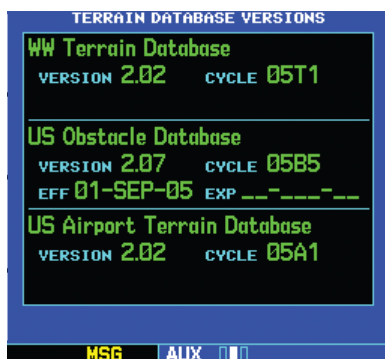 TERRAIN DATABASE VERSIONS
WW Terrain Database
VERSION 2.02 CYCLE 05T1
US Obstacle Database
VERSION 2.07 CYCLE 05B5
EFF 01-SEP-05 EXP __-___-__
US Airport Terrain Database
VERSION 2.02 CYCLE 05A1
MSG AUX